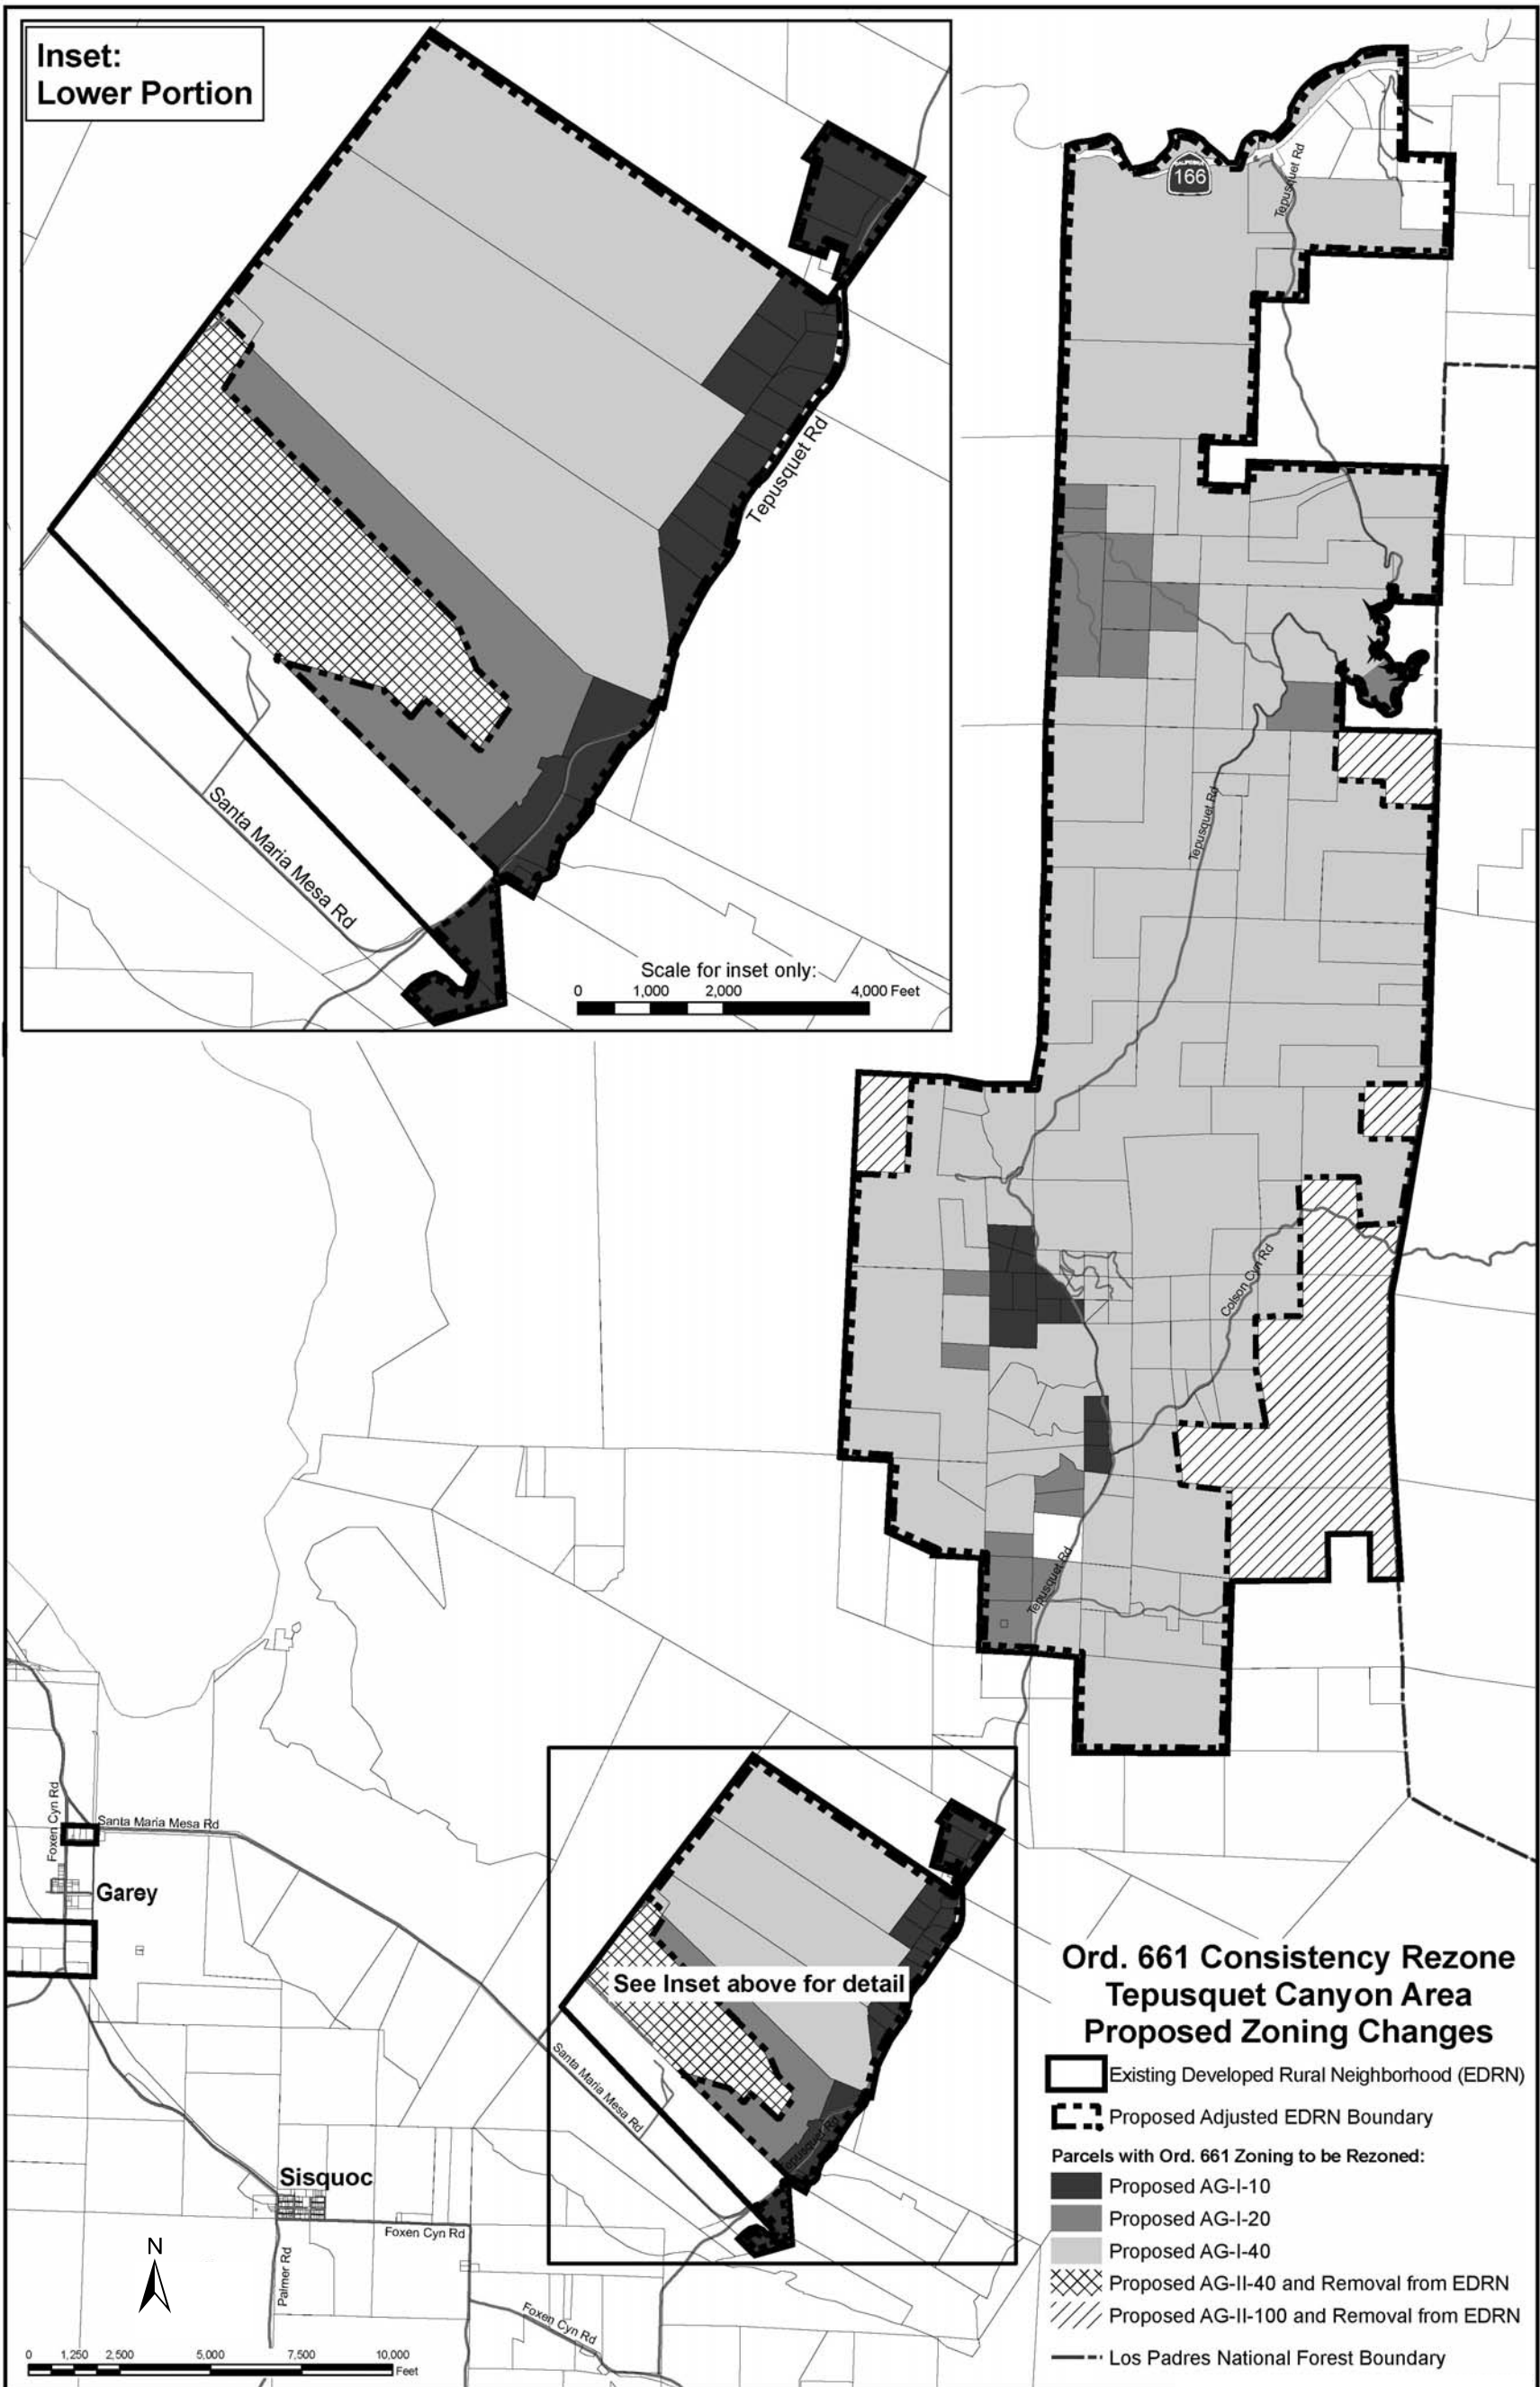 Inset:
Lower Portion
Tepusquet Rd
Santa Maria Mesa Rd
Scale for inset only:
0 1,000 2,000 4,000 Feet
CALIFORNIA
166
Tepusquet Rd
Tepusquet Rd
Colson Cyn Rd
Tepusquet Rd
Foxen Cyn Rd
Santa Maria Mesa Rd
Garey
See Inset above for detail
Santa Maria Mesa Rd
Tepusquet Rd
Sisquoc
Foxen Cyn Rd
Palmer Rd
Foxen Cyn Rd
N
0 1,250 2,500 5,000 7,500 10,000
Feet
Ord. 661 Consistency Rezone
Tepusquet Canyon Area
Proposed Zoning Changes
Existing Developed Rural Neighborhood (EDRN)
Proposed Adjusted EDRN Boundary
Parcels with Ord. 661 Zoning to be Rezoned:
Proposed AG-I-10
Proposed AG-I-20
Proposed AG-I-40
Proposed AG-II-40 and Removal from EDRN
Proposed AG-II-100 and Removal from EDRN
Los Padres National Forest Boundary